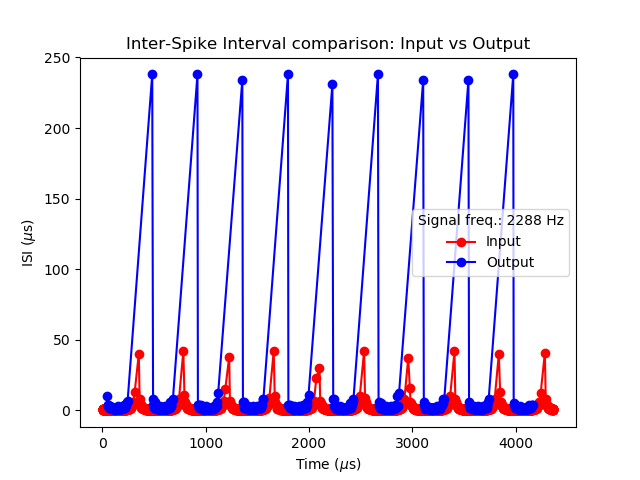 Inter-Spike Interval comparison: Input vs Output
250
200
150
100
50
0
ISI (μs)
Signal freq.: 2288 Hz
Input
Output
0 1000 2000 3000 4000
Time (μs)